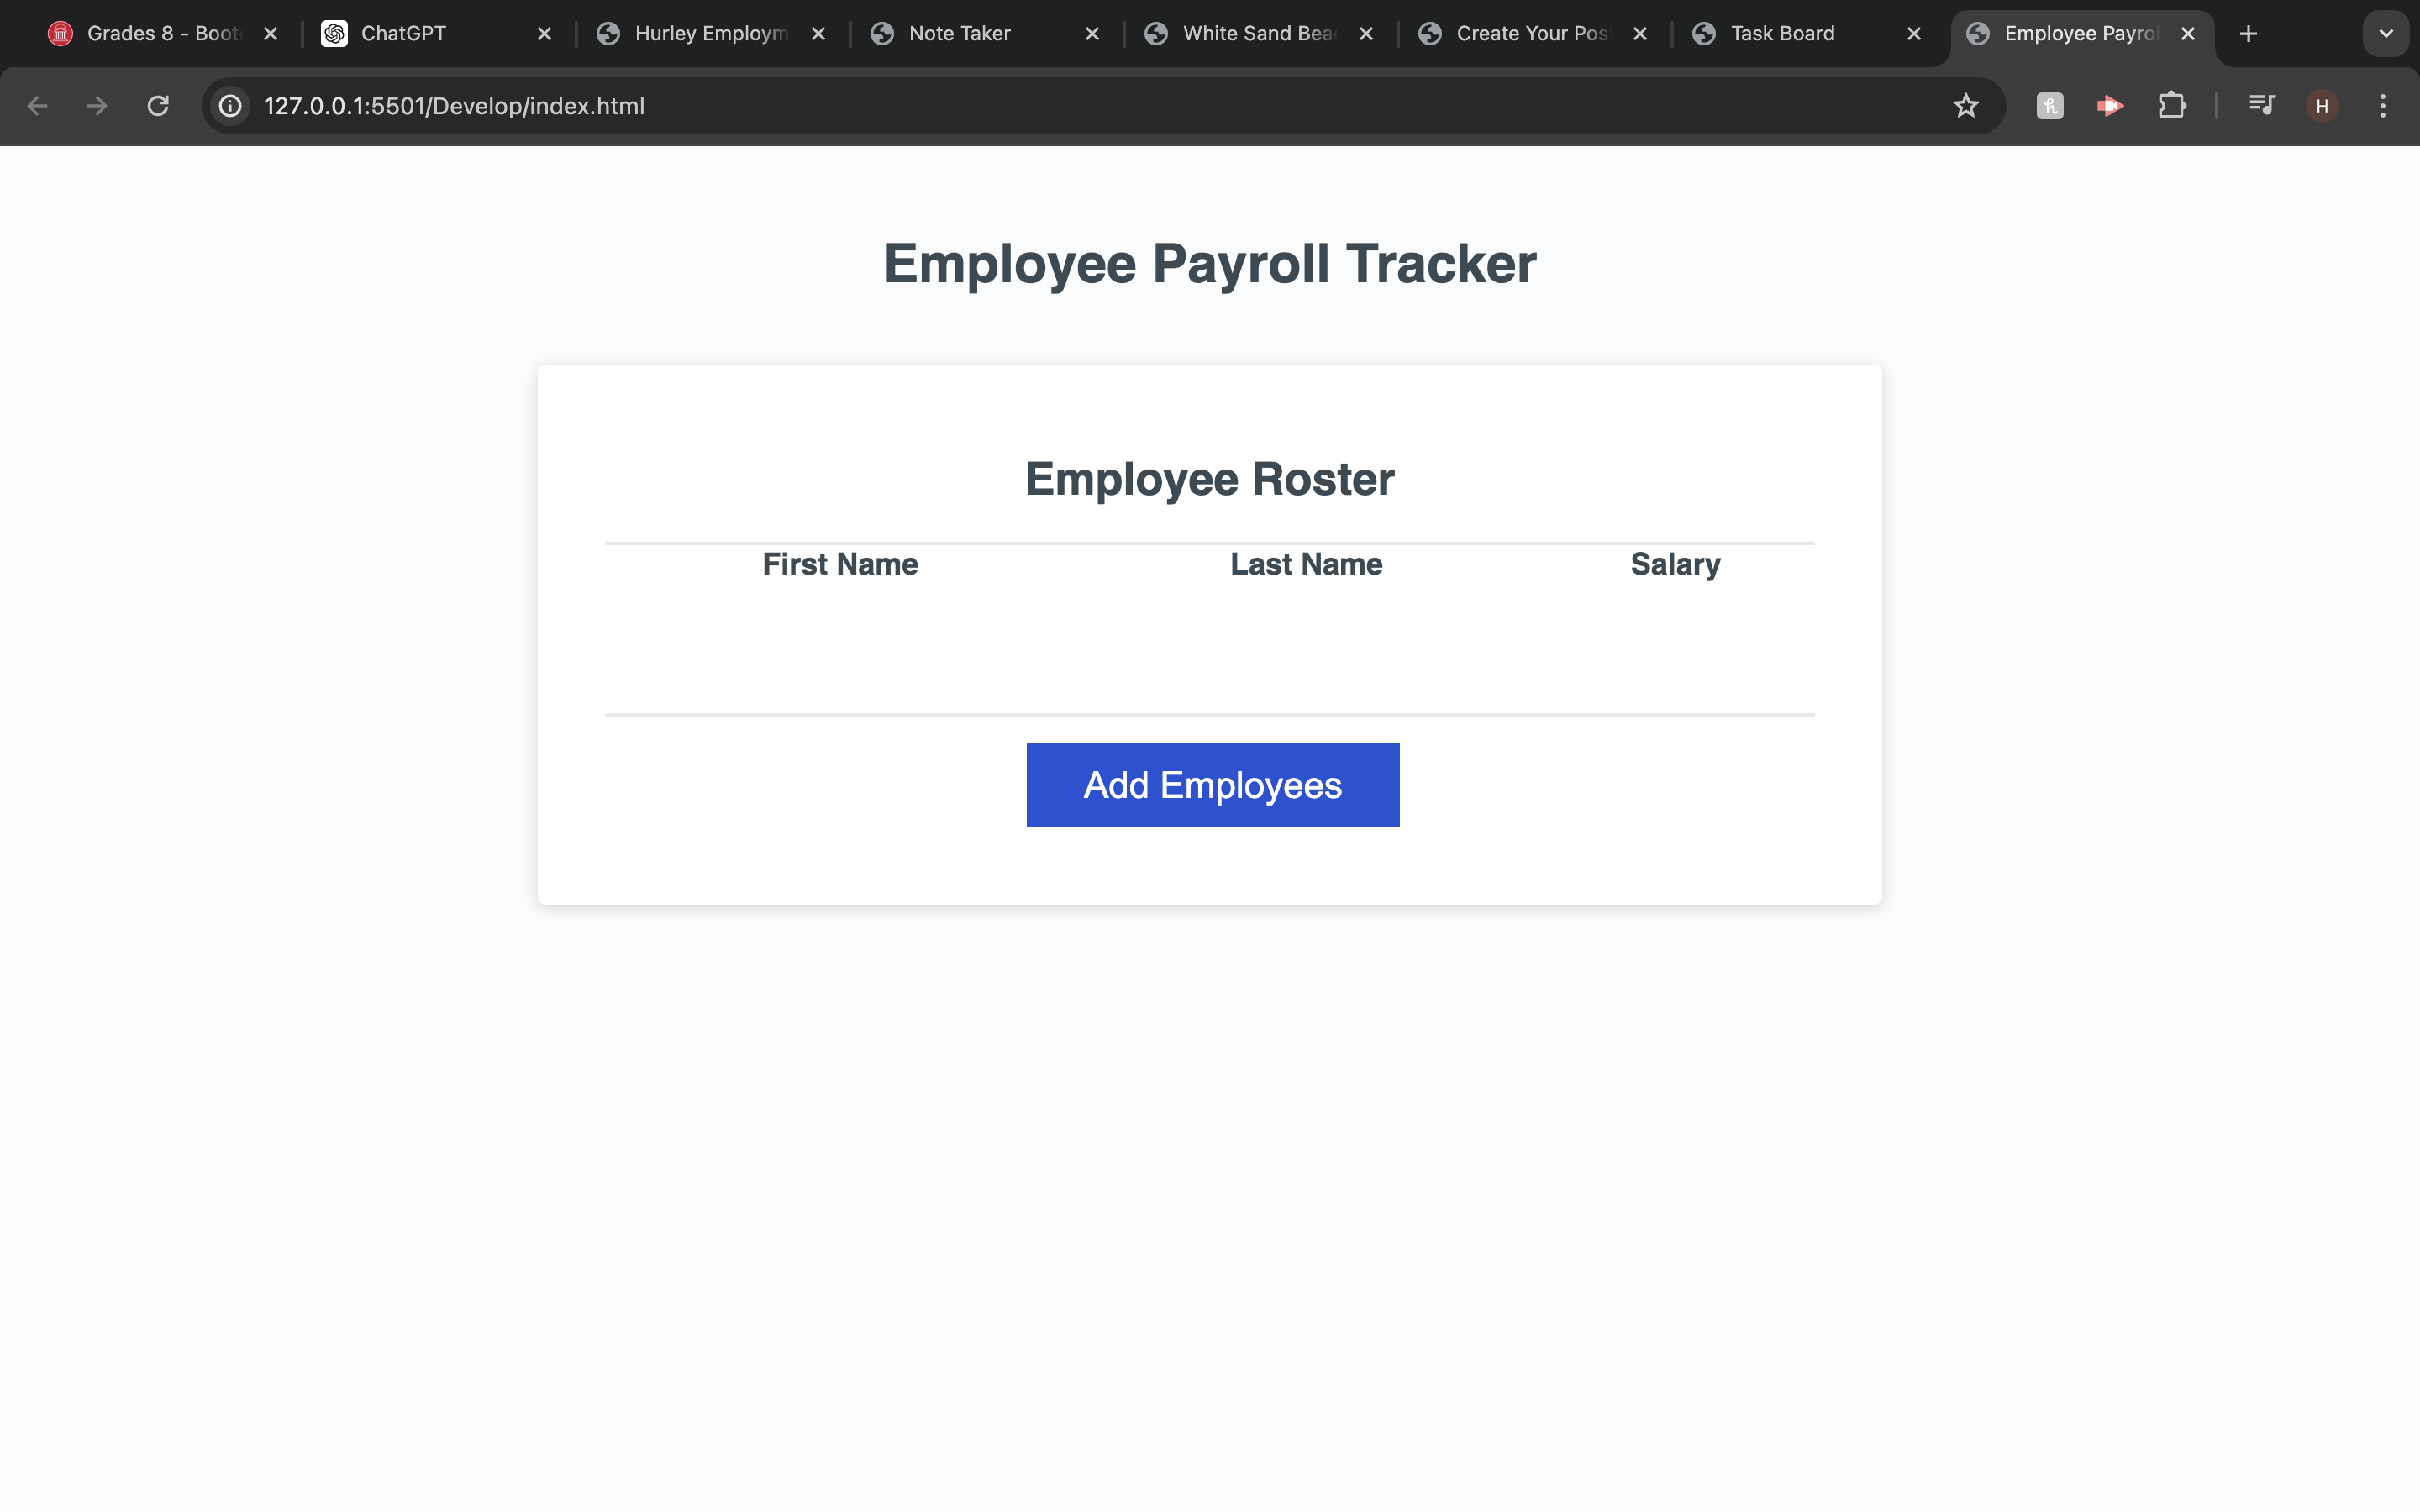 Grades 8 - Boot
ChatGPT
Hurley Employm
Note Taker
White Sand Bea
Create Your Pos
Task Board
Employee Payrol
127.0.0.1:5501/Develop/index.html
H
Employee Payroll Tracker
Employee Roster
First Name Last Name Salary
Add Employees